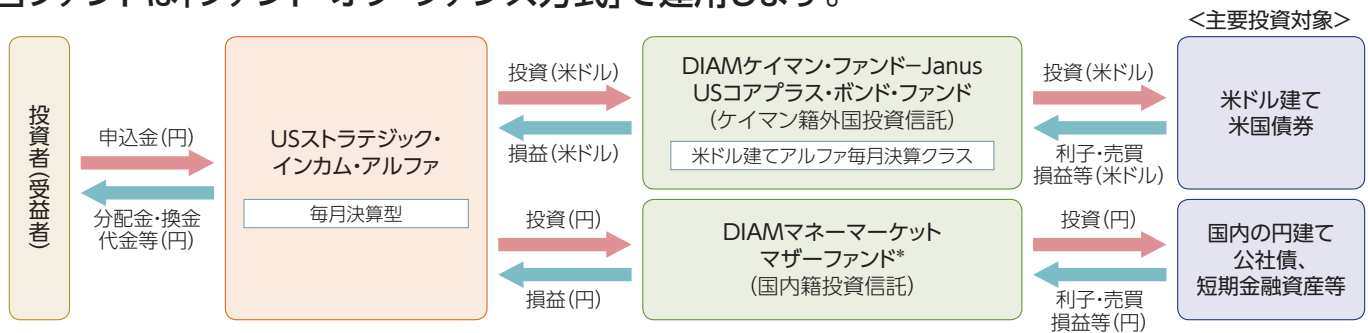 当ファンドは「ファンド・オブ・ファンズ方式」で運用します。
<主要投資対象>
投資者(受益者)
申込金(円)
分配金・換金
代金等(円)
USストラテジック・
インカム・アルファ
毎月決算型
投資(米ドル)
損益(米ドル)
DIAMケイマン・ファンドーJanus
USコアプラス・ボンド・ファンド
(ケイマン籍外国投資信託)
米ドル建てアルファ毎月決算クラス
投資(米ドル)
利子・売買
損益等(米ドル)
米ドル建て
米国債券
投資(円)
損益(円)
DIAMマネーマーケット
マザーファンド*
(国内籍投資信託)
投資(円)
利子・売買
損益等(円)
国内の円建て
公社債、
短期金融資産等